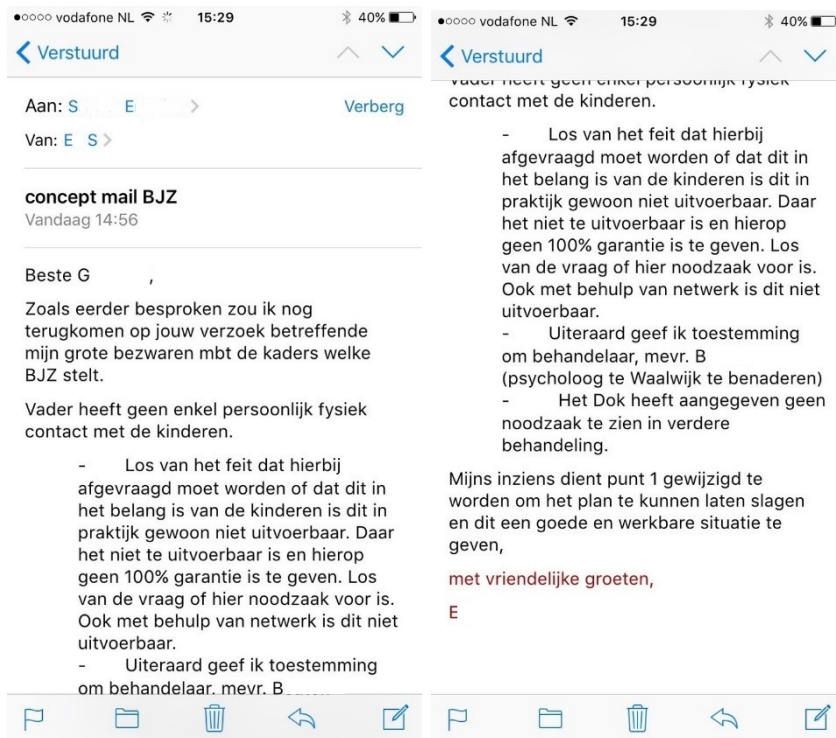 vodafone NL 15:29 40%
Verstuurd
Aan: S E
Verberg
Van: E S
concept mail BJZ
Vandaag 14:56
Beste G ,
Zoals eerder besproken zou ik nog
terugkomen op jouw verzoek betreffende
mijn grote bezwaren mbt de kaders welke
BJZ stelt.
Vader heeft geen enkel persoonlijk fysiek
contact met de kinderen.
- Los van het feit dat hierbij
afgevraagd moet worden of dat dit in
het belang is van de kinderen is dit in
praktijk gewoon niet uitvoerbaar. Daar
het niet te uitvoerbaar is en hierop
geen 100% garantie is te geven. Los
van de vraag of hier noodzaak voor is.
Ook met behulp van netwerk is dit niet
uitvoerbaar.
- Uiteraard geef ik toestemming
om behandelaar, mevr. B
vodafone NL 15:29 40%
Verstuurd
Vader heeft geen enkel persoonlijk fysiek
contact met de kinderen.
- Los van het feit dat hierbij
afgevraagd moet worden of dat dit in
het belang is van de kinderen is dit in
praktijk gewoon niet uitvoerbaar. Daar
het niet te uitvoerbaar is en hierop
geen 100% garantie is te geven. Los
van de vraag of hier noodzaak voor is.
Ook met behulp van netwerk is dit niet
uitvoerbaar.
- Uiteraard geef ik toestemming
om behandelaar, mevr. B
(psycholoog te Waalwijk te benaderen)
- Het Dok heeft aangegeven geen
noodzaak te zien in verdere
behandeling.
Mijns inziens dient punt 1 gewijzigd te
worden om het plan te kunnen laten slagen
en dit een goede en werkbare situatie te
geven,
met vriendelijke groeten,
E